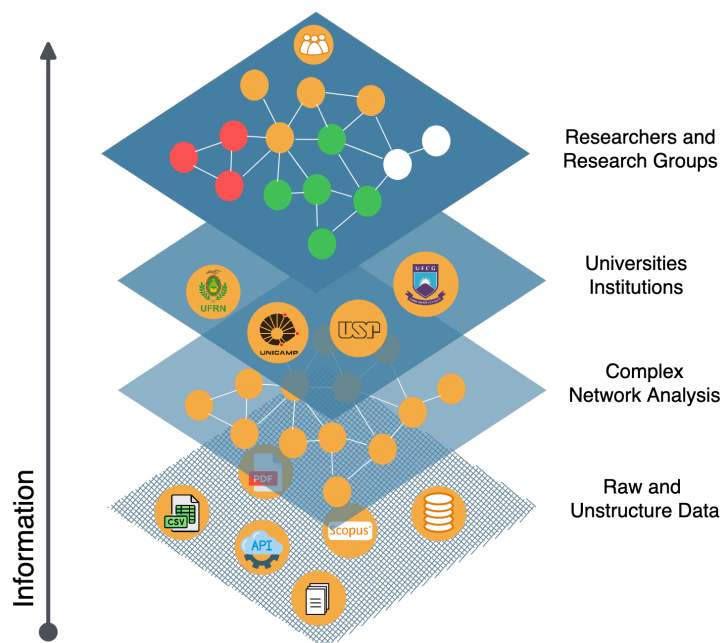 Researchers and
Research Groups
Universities
Institutions
UFRN
UFCG
UNICAMP
USP
Complex
Network Analysis
PDF
Raw and
Unstructure Data
CSV
API
Scopus
Information